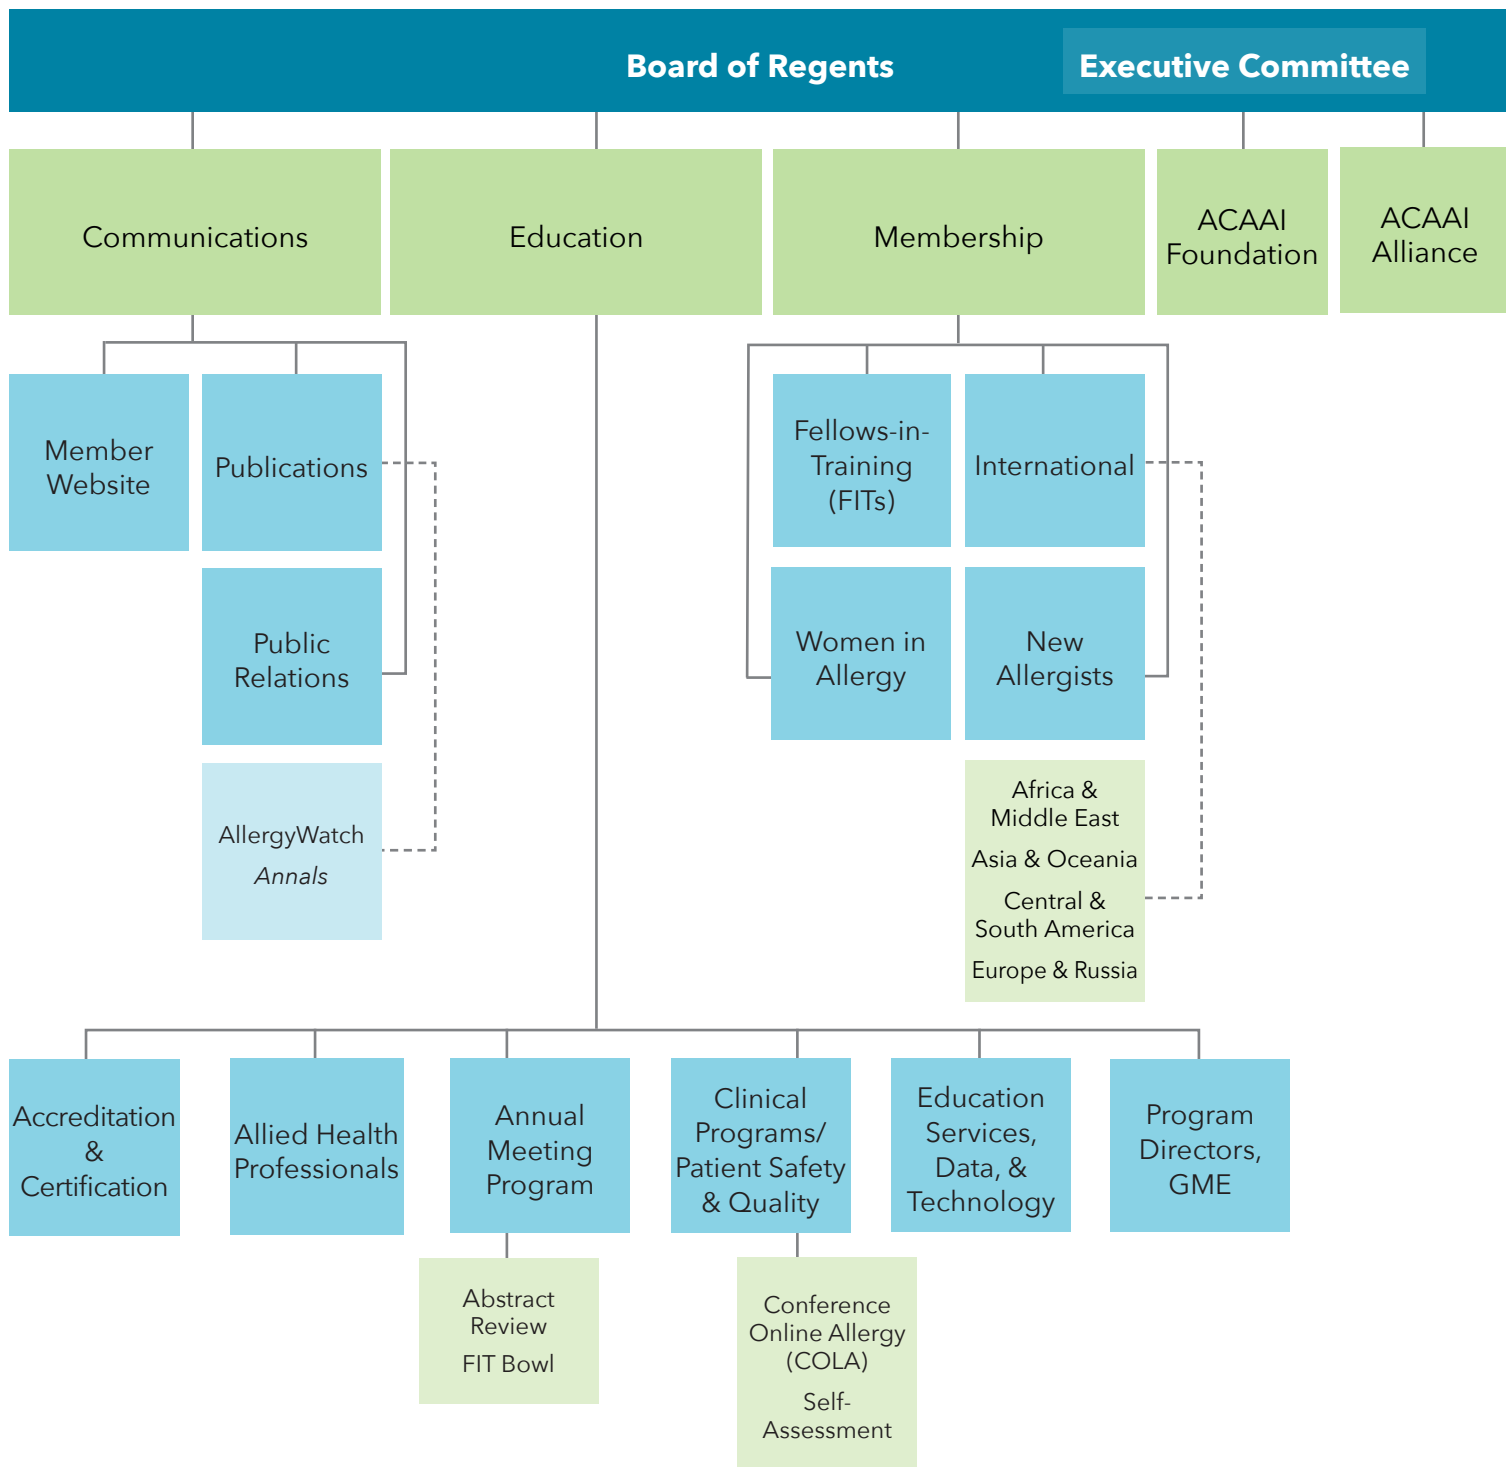 Board of Regents
Executive Committee
Communications
Education
Membership
ACAAI
Foundation
ACAAI
Alliance
Member
Website
Publications
Public
Relations
AllergyWatch
Annals
Fellows-in-
Training
(FITs)
International
Women in
Allergy
New
Allergists
Africa &
Middle East
Asia & Oceania
Central &
South America
Europe & Russia
Accreditation
&
Certification
Allied Health
Professionals
Annual
Meeting
Program
Clinical
Programs/
Patient Safety
& Quality
Education
Services,
Data, &
Technology
Program
Directors,
GME
Abstract
Review
FIT Bowl
Conference
Online Allergy
(COLA)
Self-
Assessment